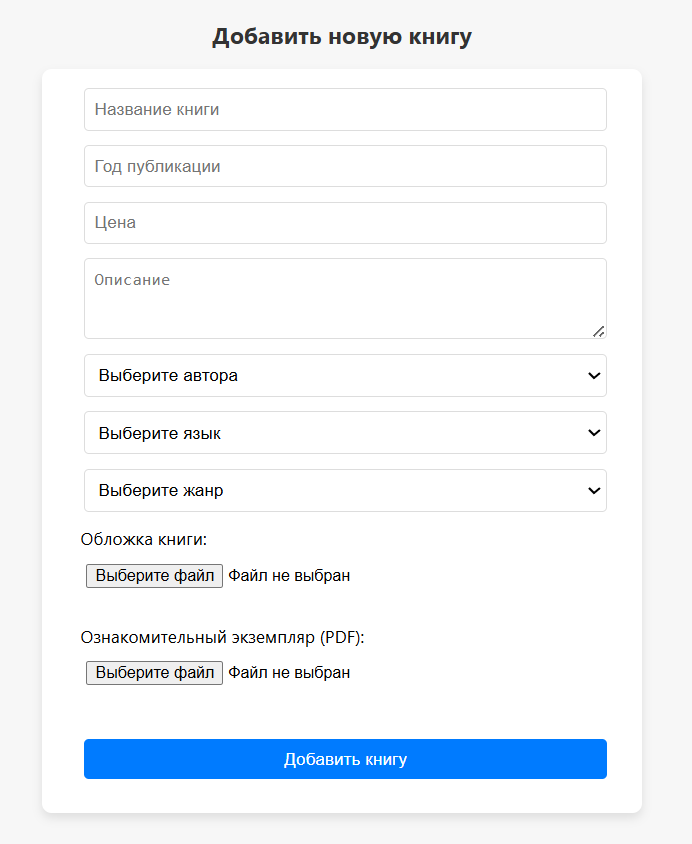 Добавить новую книгу
Название книги
Год публикации
Цена
Описание
Выберите автора
Выберите язык
Выберите жанр
Обложка книги:
Выберите файл Файл не выбран
Ознакомительный экземпляр (PDF):
Выберите файл Файл не выбран
Добавить книгу